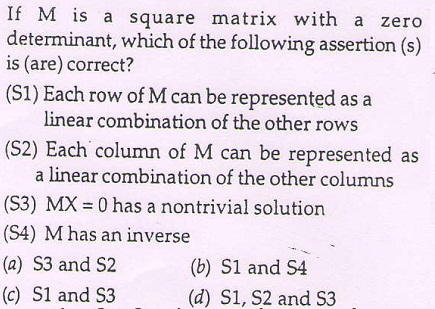 If M is a square matrix with a zero
determinant, which of the following assertion (s)
is (are) correct?
(S1) Each row of M can be represented as a
linear combination of the other rows
(S2) Each column of M can be represented as
a linear combination of the other columns
(S3) MX = 0 has a nontrivial solution
(S4) M has an inverse
(a) S3 and S2 (b) S1 and S4
(c) S1 and S3 (d) S1, S2 and S3